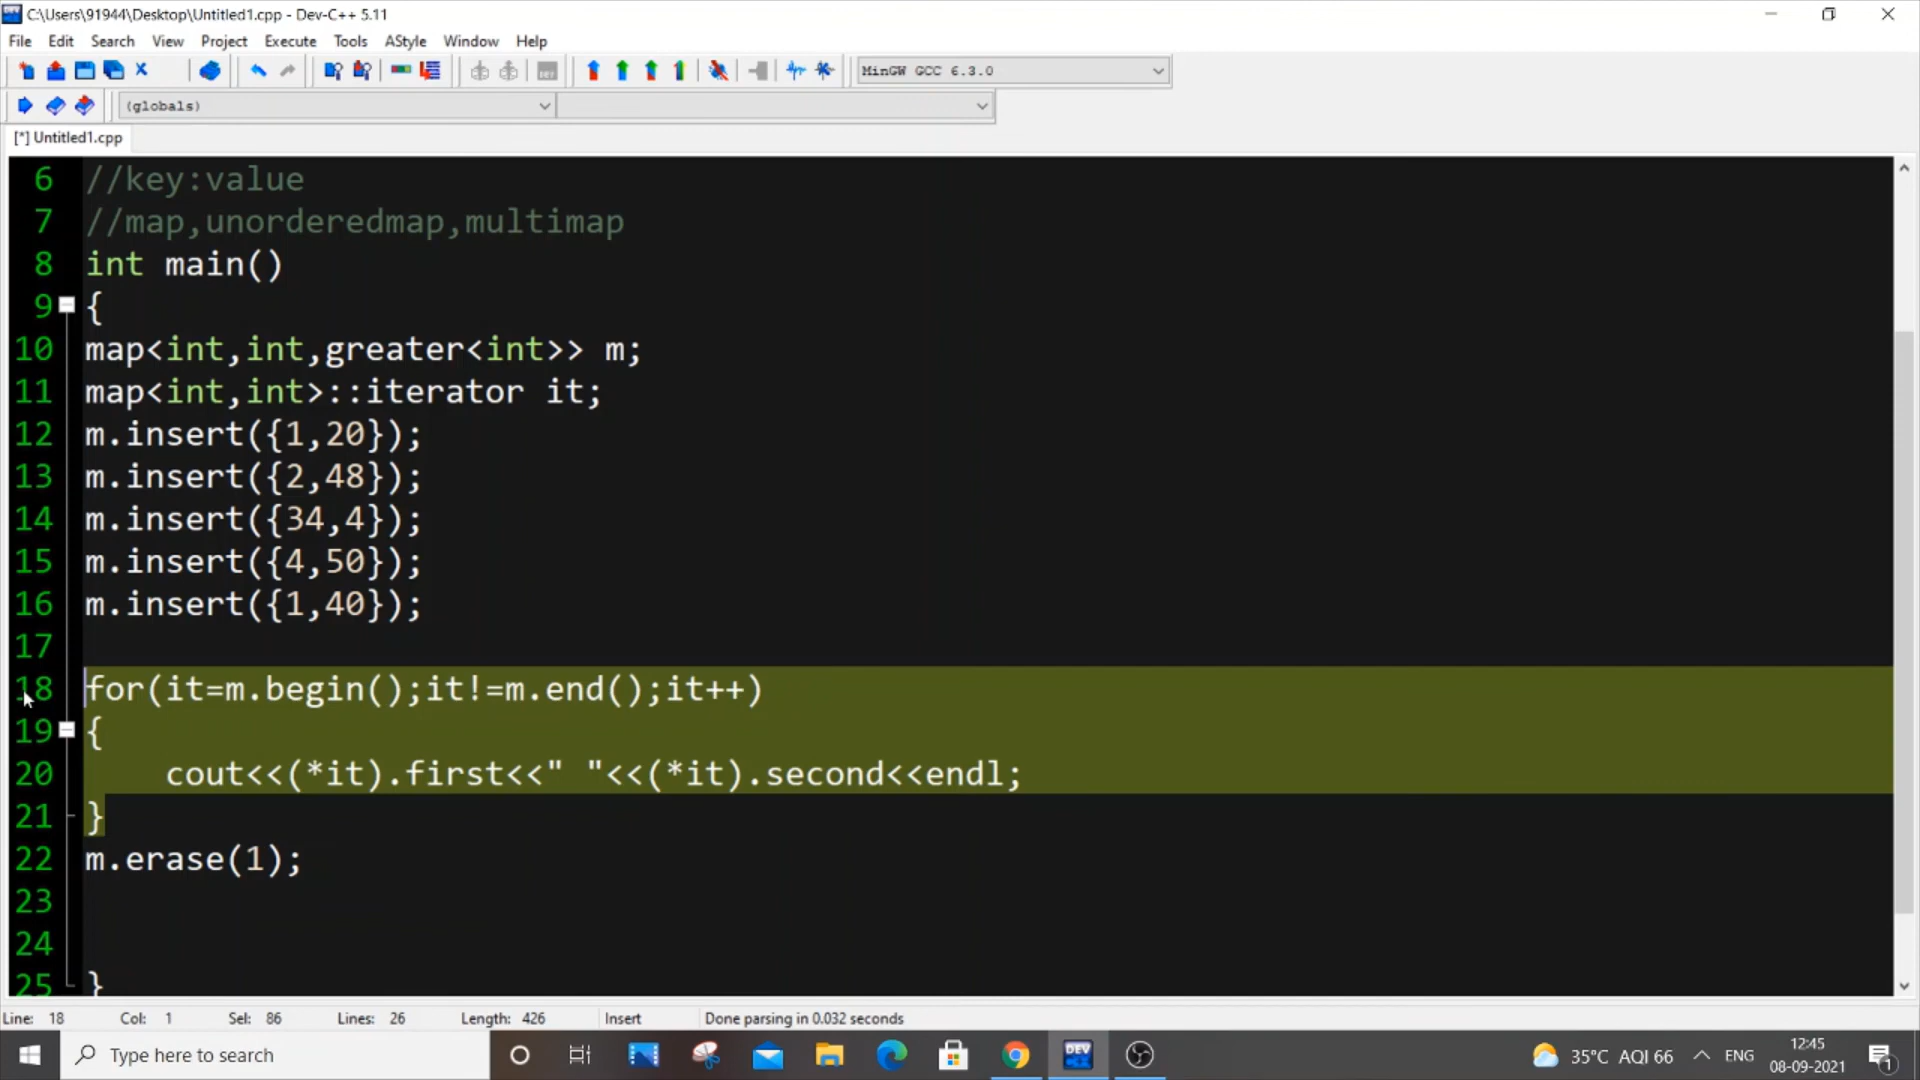 C:\Users\91944\Desktop\Untitled1.cpp - Dev-C++ 5.11
File Edit Search View Project Execute Tools AStyle Window Help
MinGW GCC 6.3.0
(globals)
[*] Untitled1.cpp
6 //key:value
7 //map,unorderedmap,multimap
8 int main()
9 {
10 map<int,int,greater<int>> m;
11 map<int,int>::iterator it;
12 m.insert({1,20});
13 m.insert({2,48});
14 m.insert({34,4});
15 m.insert({4,50});
16 m.insert({1,40});
17
18 for(it=m.begin();it!=m.end();it++)
19 {
20 cout<<(*it).first<<" "<<(*it).second<<endl;
21 }
22 m.erase(1);
23
24
25 }
Line: 18 Col: 1 Sel: 86 Lines: 26 Length: 426 Insert Done parsing in 0.032 seconds
Type here to search DEV 35°C AQI 66 ENG 12:45
08-09-2021 1